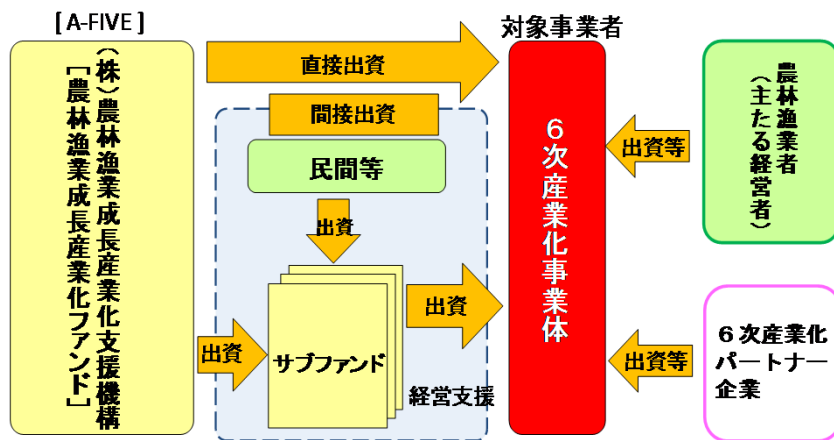 [A-FIVE]
(株)農林漁業成長産業化支援機構
[農林漁業成長産業化ファンド]
直接出資
間接出資
民間等
出資
出資
サブファンド
出資
経営支援
対象事業者
6次産業化事業体
出資等
農林漁業者
(主たる経営者)
出資等
6次産業化
パートナー
企業